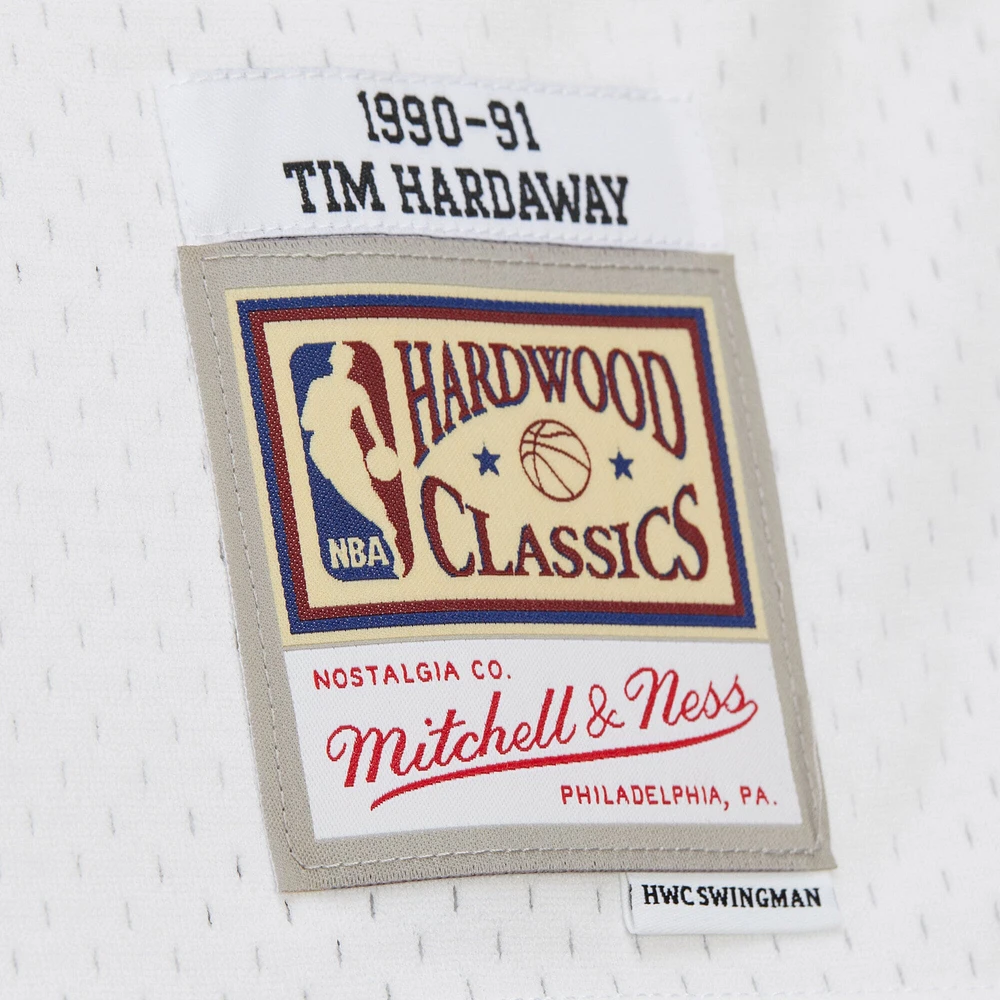 1990-91
TIM HARDAWAY
HARDWOOD
CLASSICS
NBA
NOSTALGIA CO.
Mitchell & Ness
PHILADELPHIA, PA.
HWC SWINGMAN